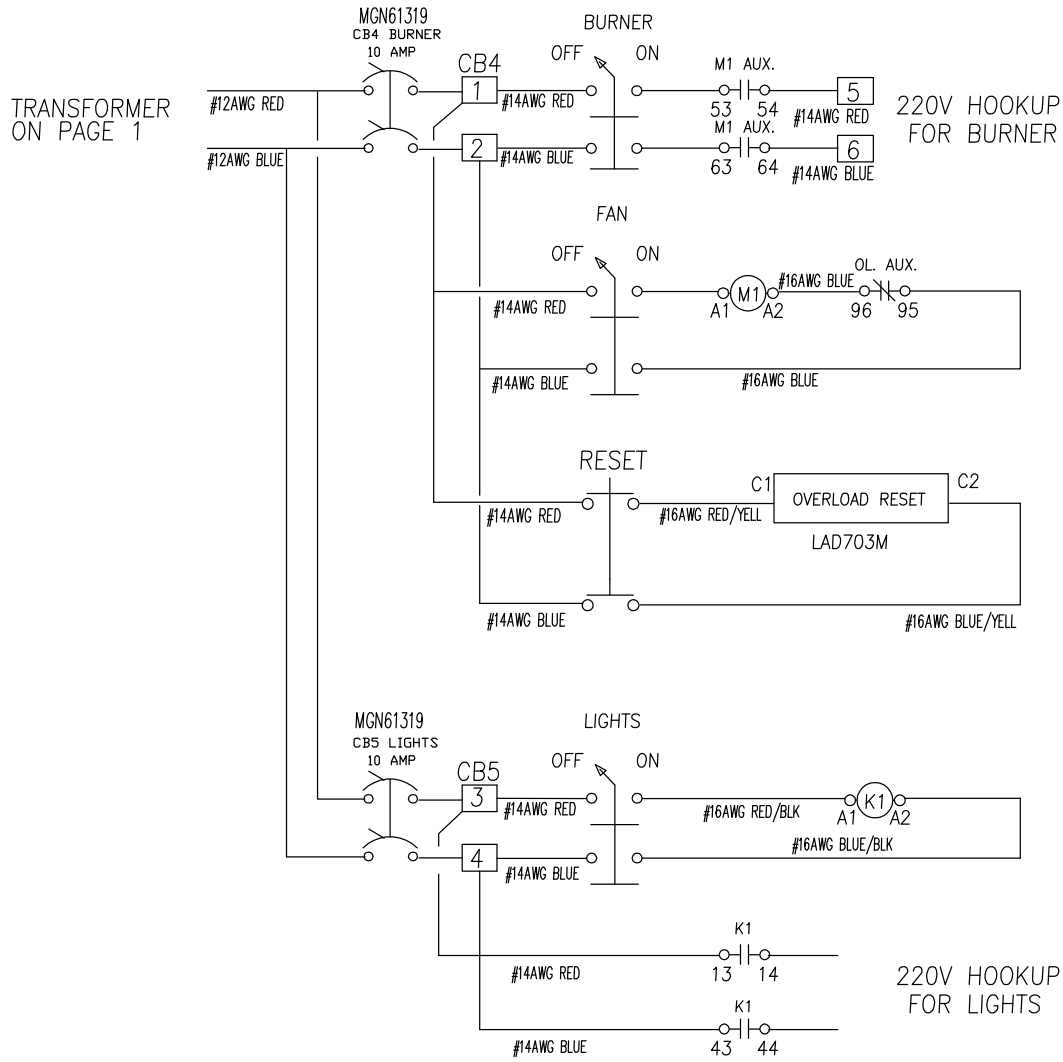 MGN61319
CB4 BURNER
10 AMP
BURNER
OFF ON
CB4
M1 AUX.
TRANSFORMER
ON PAGE 1
#12AWG RED
1
#14AWG RED
53 54
5
#14AWG RED
220V HOOKUP
FOR BURNER
M1 AUX.
#12AWG BLUE
2
#14AWG BLUE
63 64
6
#14AWG BLUE
FAN
OFF ON
OL. AUX.
#16AWG BLUE
#14AWG RED
A1 M1 A2
96 95
#14AWG BLUE
#16AWG BLUE
RESET
C1 OVERLOAD RESET C2
#14AWG RED
#16AWG RED/YELL
LAD703M
#14AWG BLUE
#16AWG BLUE/YELL
MGN61319
CB5 LIGHTS
10 AMP
LIGHTS
OFF ON
CB5
3
#14AWG RED
#16AWG RED/BLK
A1 K1 A2
4
#14AWG BLUE
#16AWG BLUE/BLK
K1
#14AWG RED
13 14
220V HOOKUP
FOR LIGHTS
K1
#14AWG BLUE
43 44